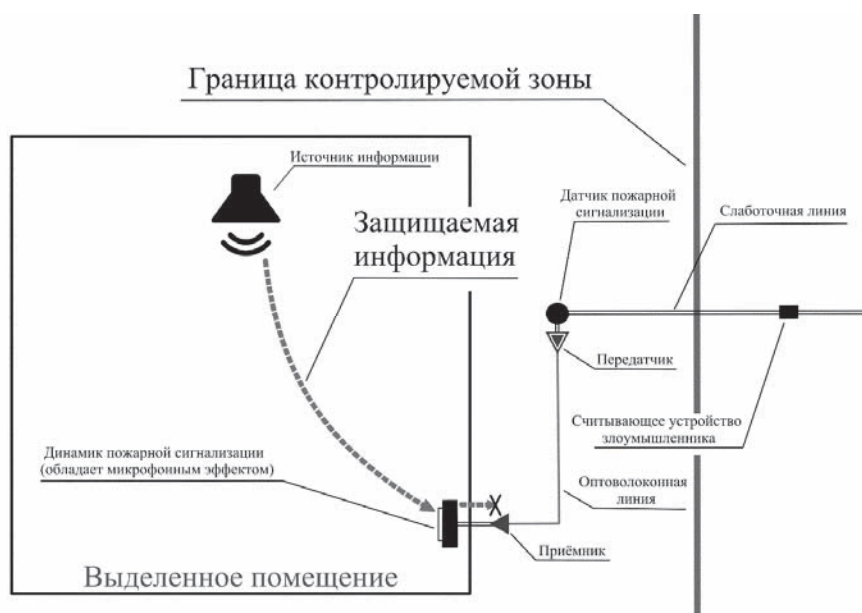 Граница контролируемой зоны
Источник информации
Защищаемая
информация
Датчик пожарной
сигнализации
Слаботочная линия
Передатчик
Считывающее устройство
злоумышленника
Динамик пожарной сигнализации
(обладает микрофонным эффектом)
Оптоволоконная
линия
Приёмник
Выделенное помещение